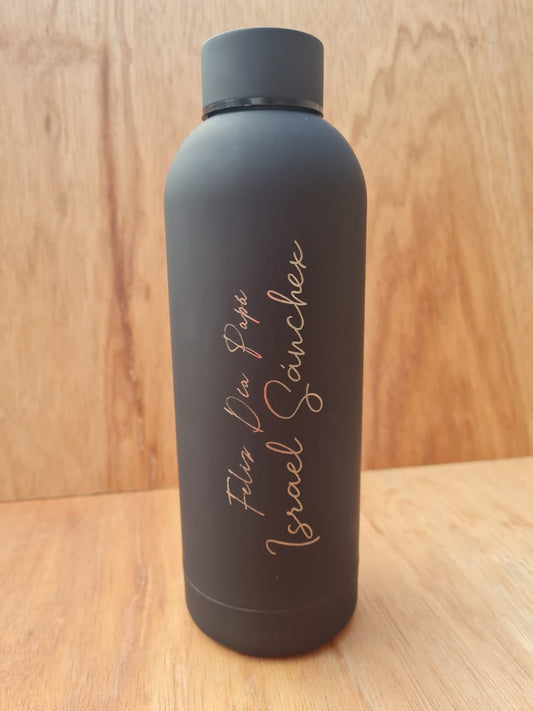 Feliz Día Papá
Israel Sánchez